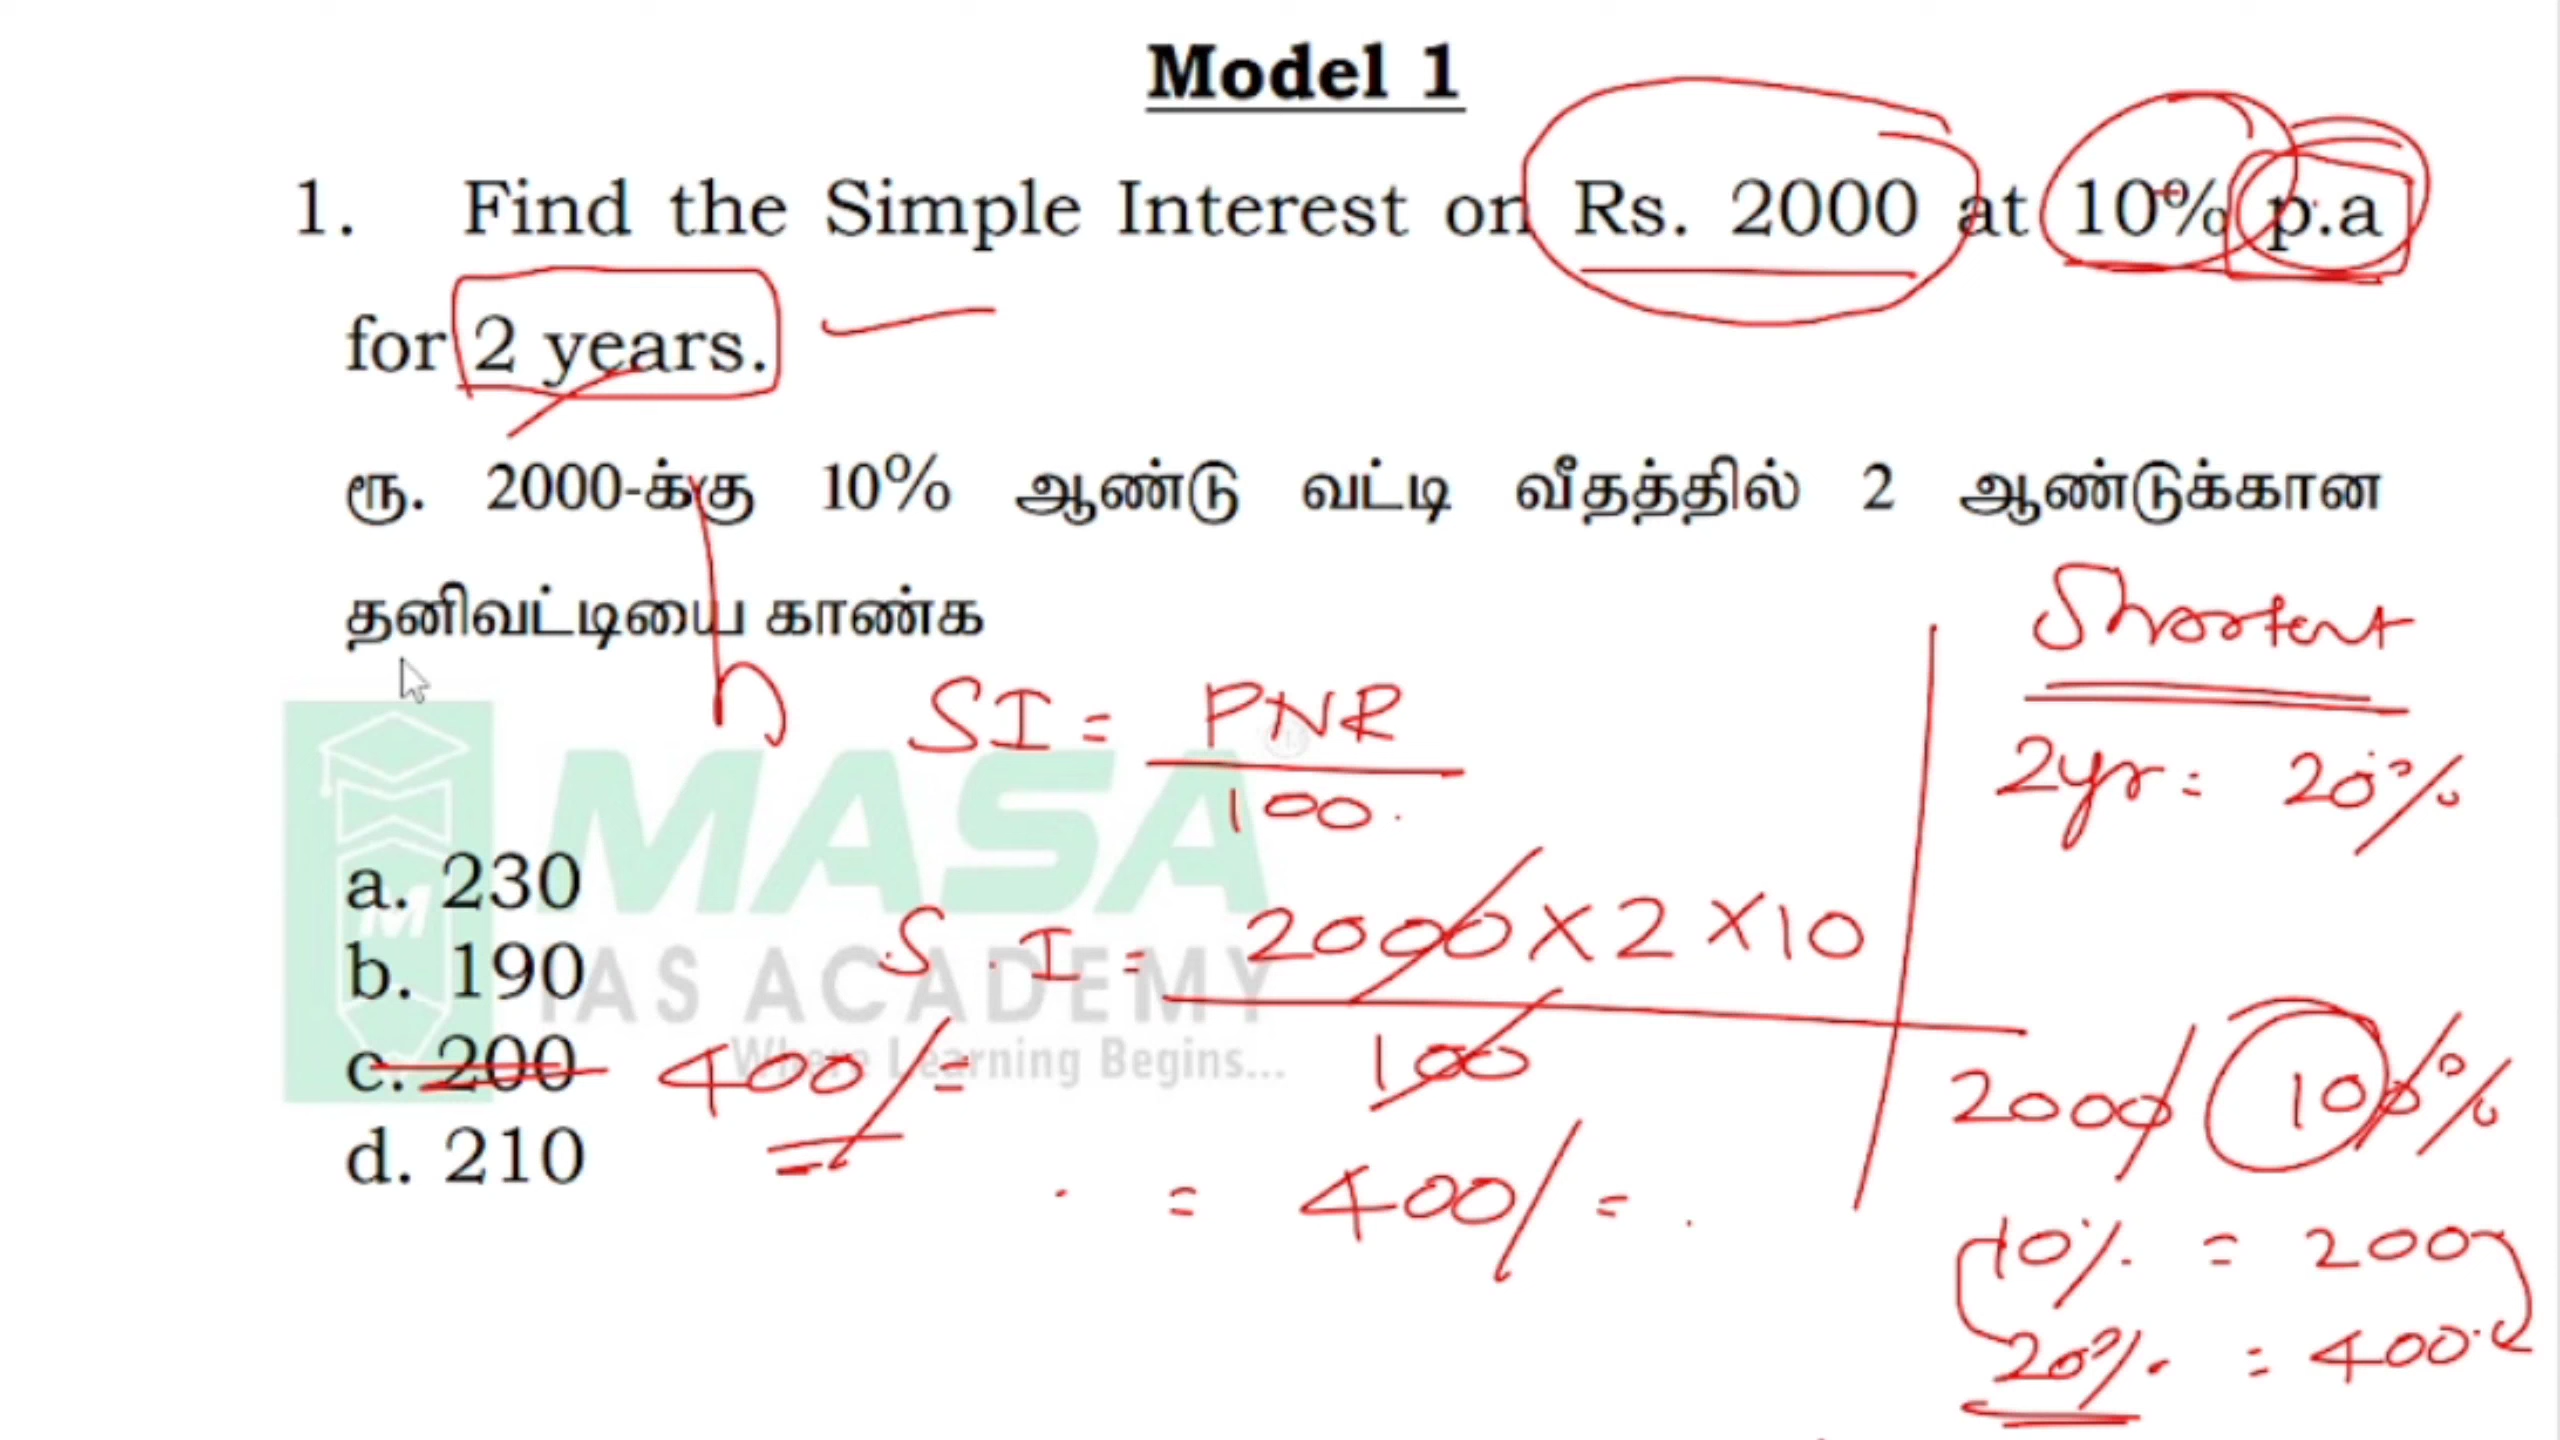 Model 1
1. Find the Simple Interest on Rs. 2000 at 10% p.a
for 2 years.
ரூ. 2000-க்கு 10% ஆண்டு வட்டி வீதத்தில் 2 ஆண்டுக்கான
தனிவட்டியை காண்க
n
SI = PNR
100.
a. 230
b. 190
c. 200 400/=
d. 210
S.I = 2000 X 2 X 10
100
= 400/=.
MASA
IAS ACADEMY
Where Learning Begins...
M
Shortcut
2yr = 20%
2000 100%
10% = 200
20% = 400